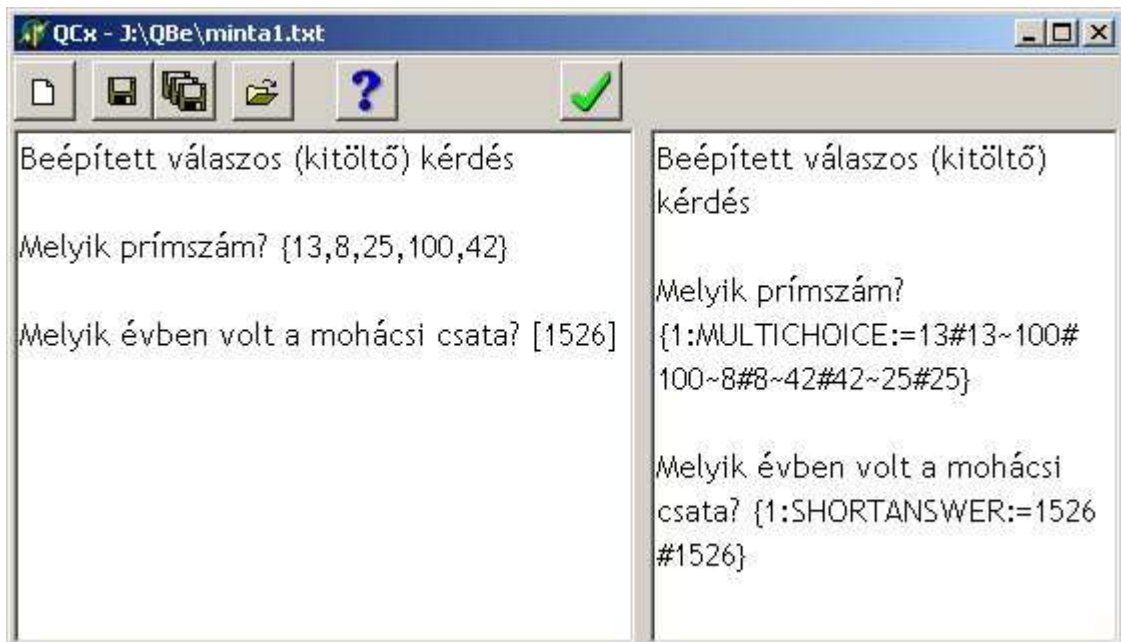 QCx - J:\QBe\minta1.txt
Beépített válaszos (kitöltő) kérdés
Melyik prímszám? {13,8,25,100,42}
Melyik évben volt a mohácsi csata? [1526]
Beépített válaszos (kitöltő)
kérdés
Melyik prímszám?
{1:MULTICHOICE:=13#13~100#
100~8#8~42#42~25#25}
Melyik évben volt a mohácsi
csata? {1:SHORTANSWER:=1526
#1526}